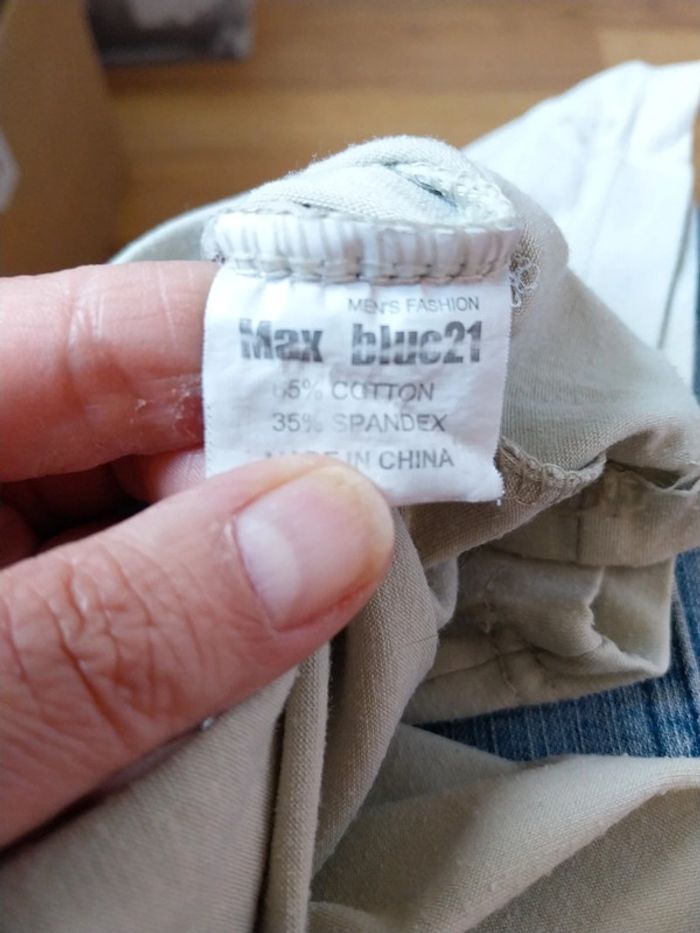 MEN'S FASHION
Max blue21
65% COTTON
35% SPANDEX
MADE IN CHINA